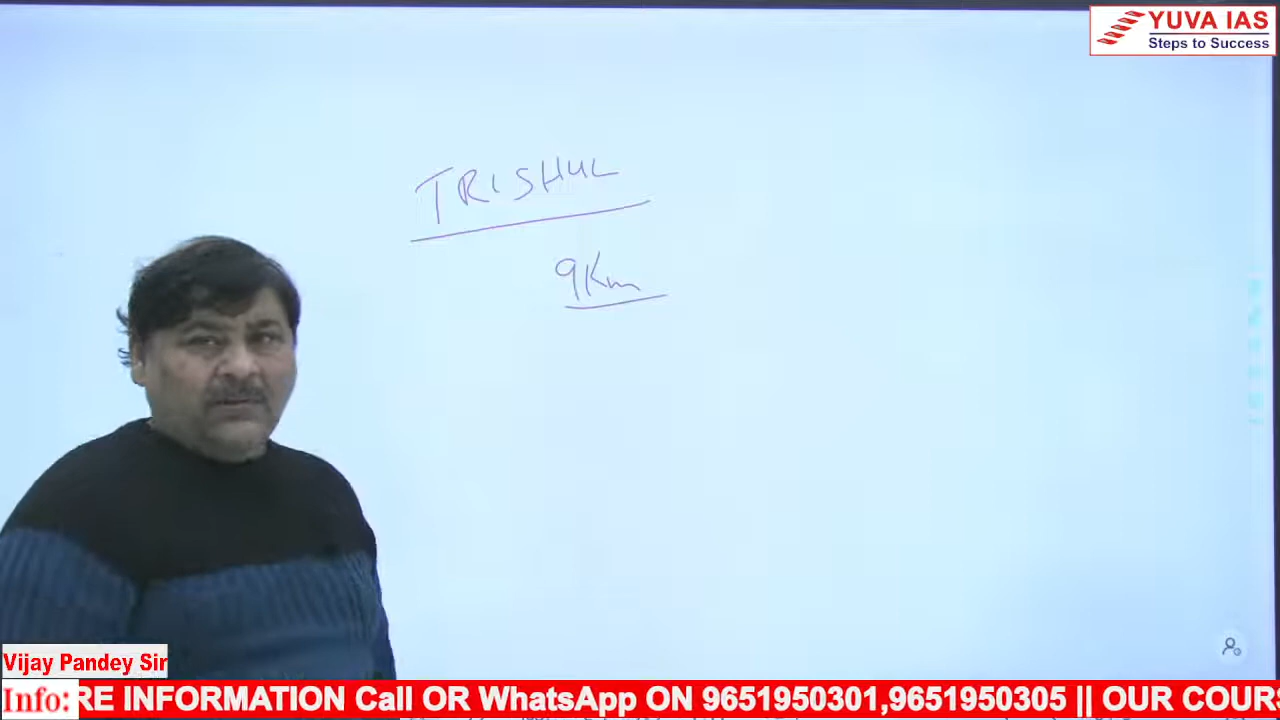 YUVA IAS
Steps to Success
TRISHUL
9Km
Vijay Pandey Sir
Info: RE INFORMATION Call OR WhatsApp ON 9651950301,9651950305 || OUR COURS